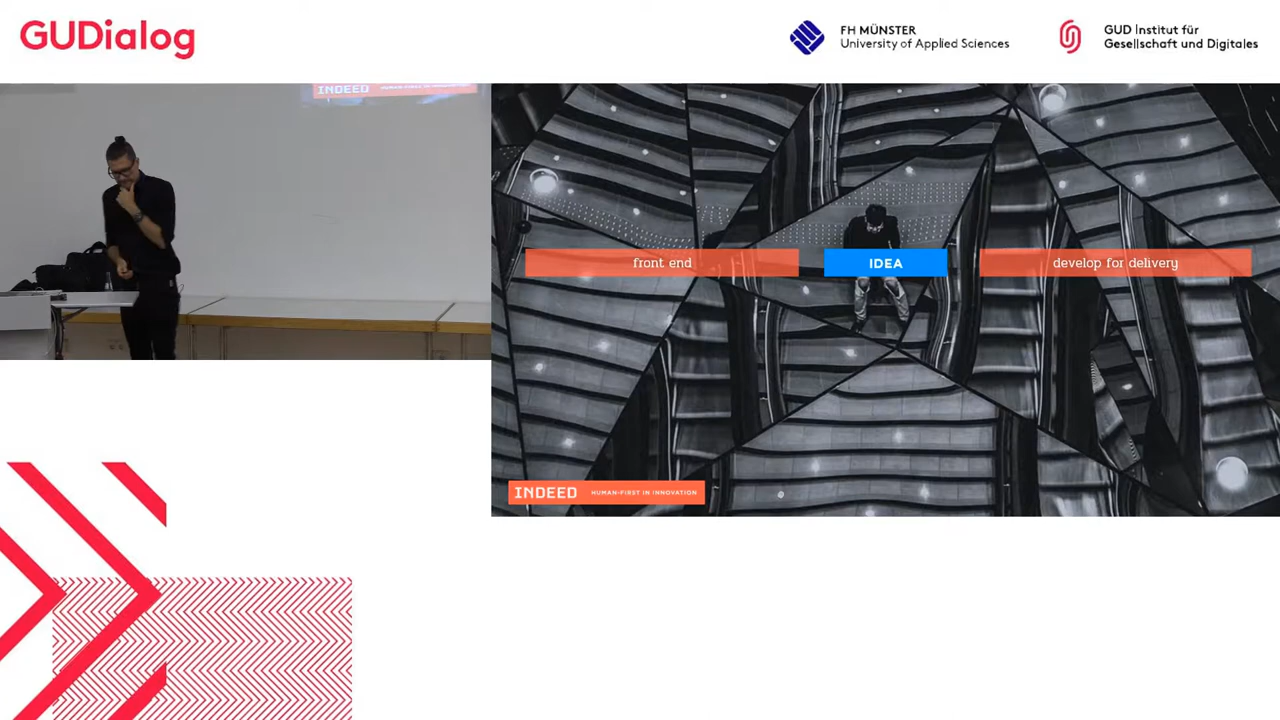 GUDialog
FH MÜNSTER
University of Applied Sciences
GUD Institut für
Gesellschaft und Digitales
INDEED
front end
IDEA
develop for delivery
INDEED HUMAN-FIRST IN INNOVATION